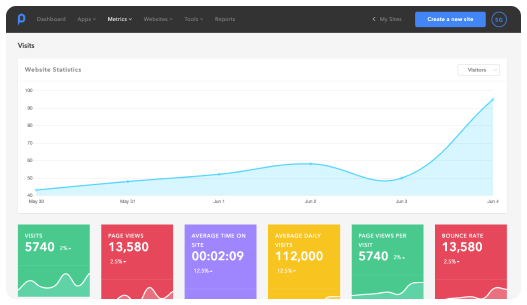 Dashboard Apps Metrics Websites Tools Reports My Sites Create a new site SG
Visits
Website Statistics Visitors
100
90
80
70
60
50
40
May 30 May 31 Jun 1 Jun 2 Jun 3 Jun 4
VISITS
5740 2%
PAGE VIEWS
13,580
2.5%
AVERAGE TIME ON
SITE
00:02:09
12.5%
AVERAGE DAILY
VISITS
112,000
12.5%
PAGE VIEWS PER
VISIT
5740 2%
BOUNCE RATE
13,580
2.5%